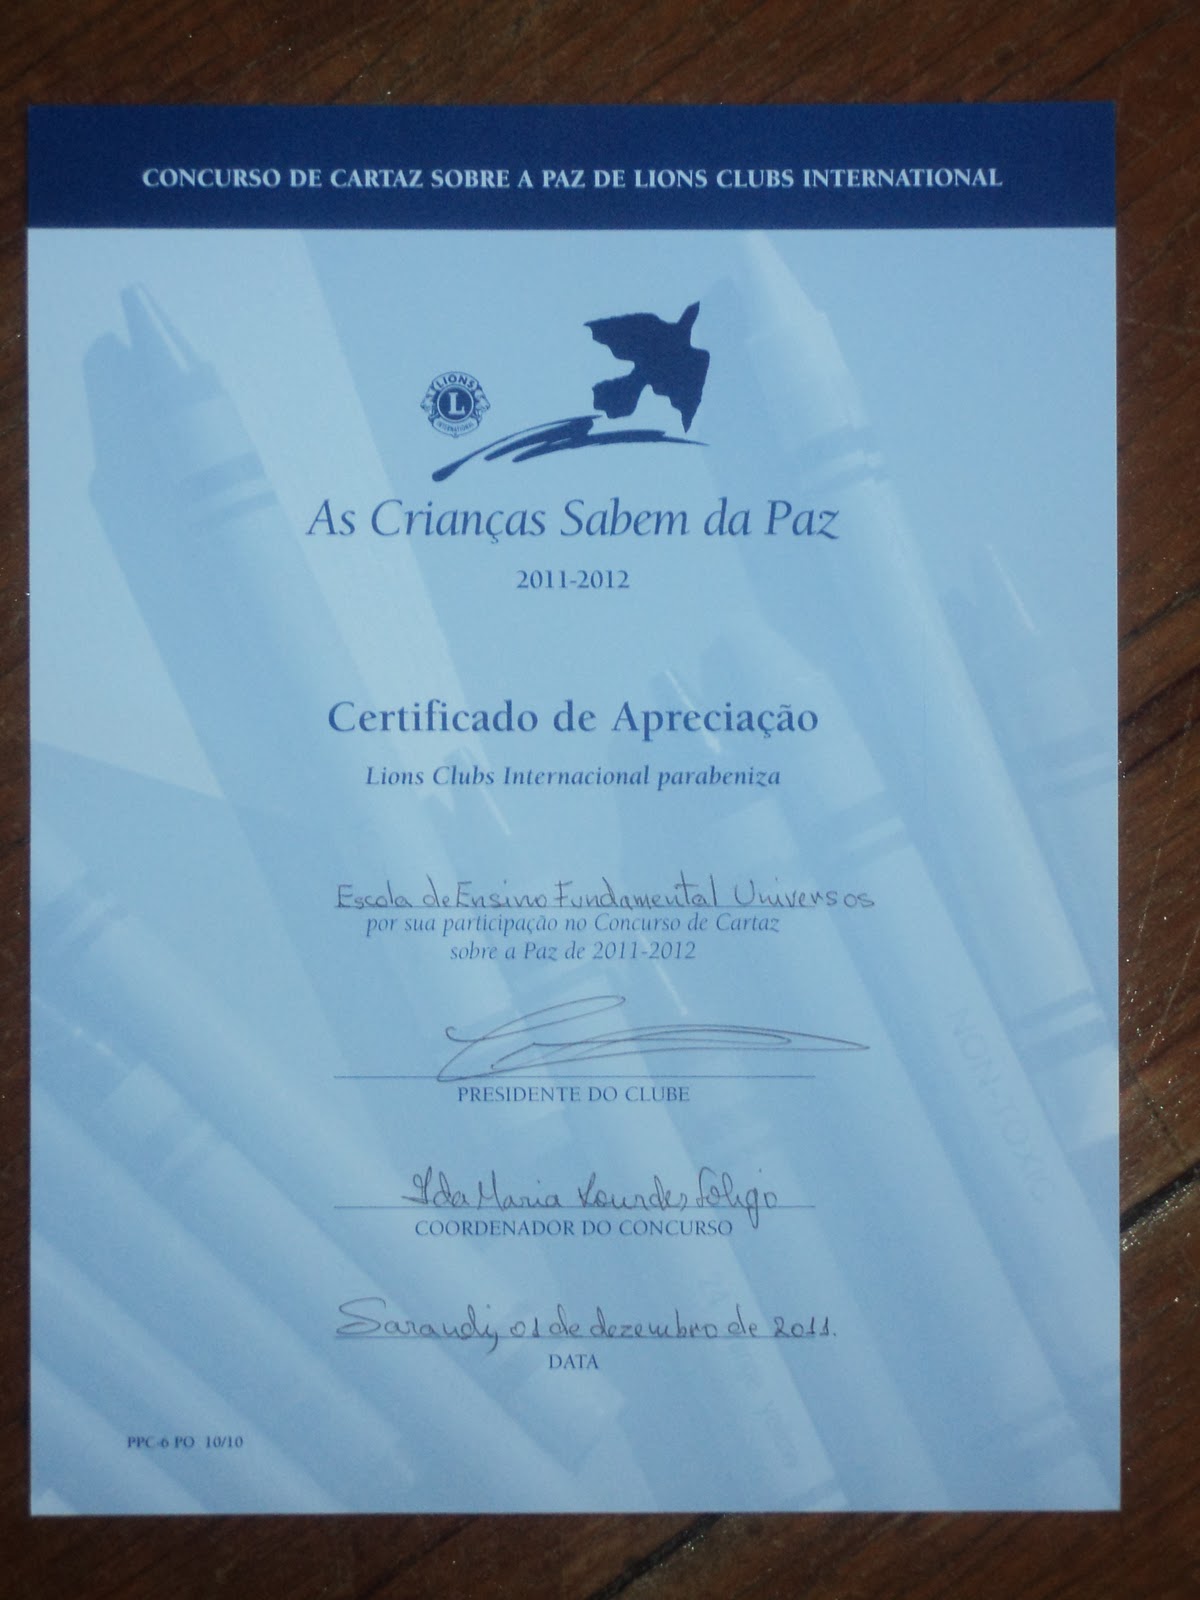 CONCURSO DE CARTAZ SOBRE A PAZ DE LIONS CLUBS INTERNATIONAL
LIONS
L
INTERNATIONAL
As Crianças Sabem da Paz
2011-2012
Certificado de Apreciação
Lions Clubs Internacional parabeniza
Escola de Ensino Fundamental Universos
por sua participação no Concurso de Cartaz
sobre a Paz de 2011-2012
PRESIDENTE DO CLUBE
Ida Maria Lourdes
COORDENADOR DO CONCURSO
Sarandi, 01 de dezembro de 2011.
DATA
PPC-6 PO 10/10
NON-TOXIC